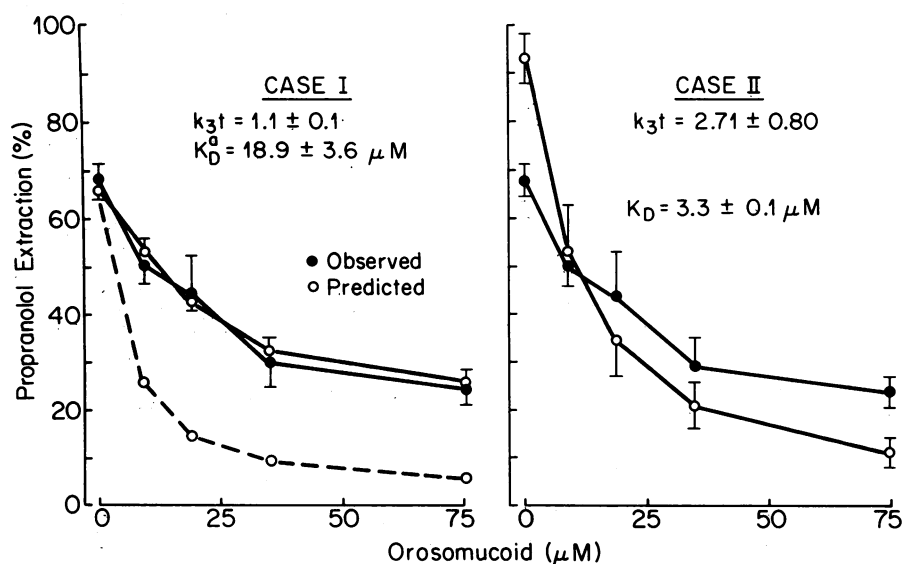 100
80
60
40
20
0
Propranolol Extraction (%)
CASE I
k₃t = 1.1 ± 0.1
Kᴅᵃ = 18.9 ± 3.6 μM
● Observed
○ Predicted
CASE II
k₃t = 2.71 ± 0.80
Kᴅ = 3.3 ± 0.1 μM
0 25 50 75
0 25 50 75
Orosomucoid (μM)